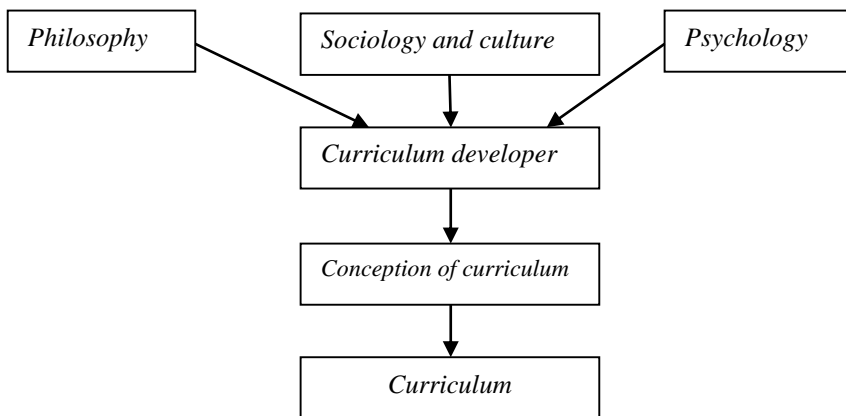 Philosophy
Sociology and culture
Psychology
Curriculum developer
Conception of curriculum
Curriculum